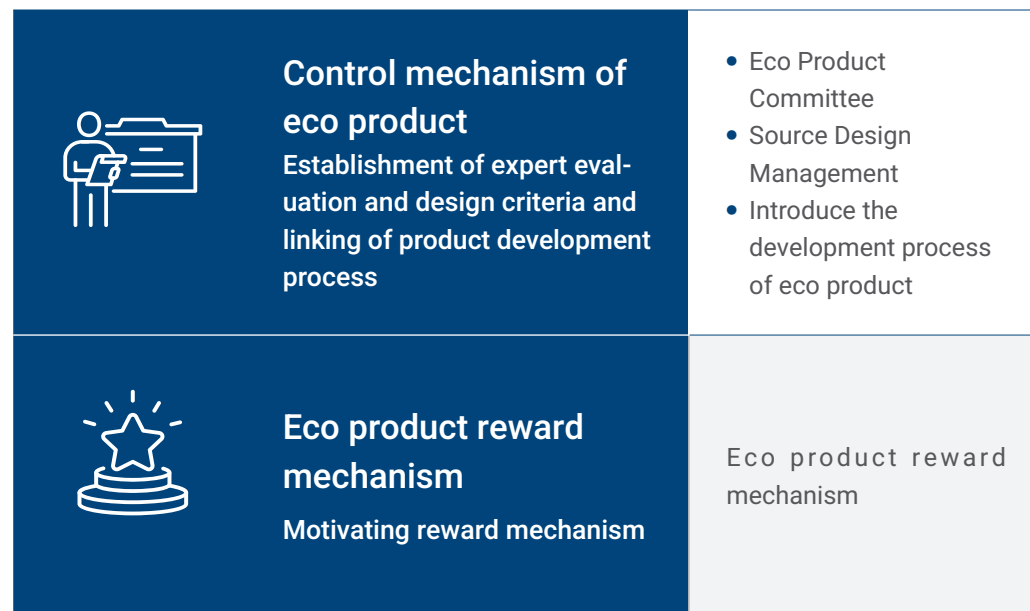 Control mechanism of
eco product
Establishment of expert eval-
uation and design criteria and
linking of product development
process
• Eco Product
Committee
• Source Design
Management
• Introduce the
development process
of eco product
Eco product reward
mechanism
Motivating reward mechanism
Eco product reward
mechanism